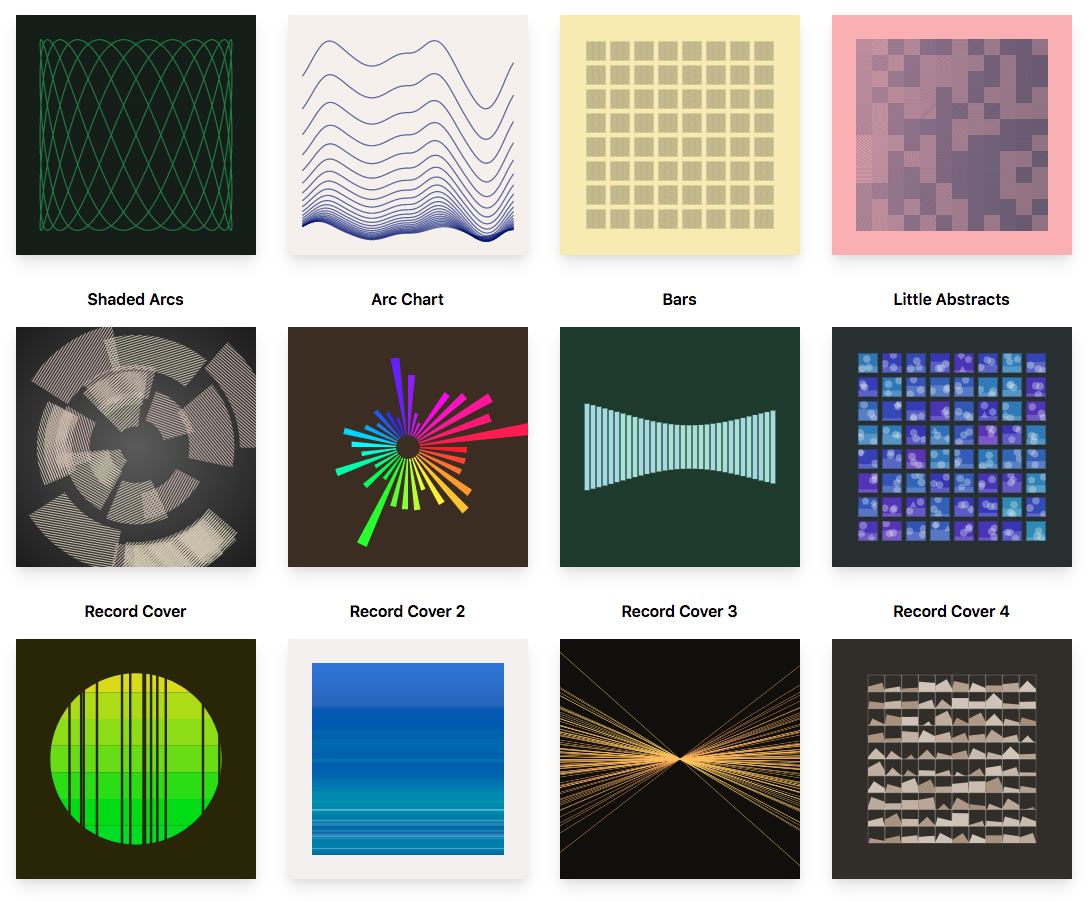 Shaded Arcs
Arc Chart
Bars
Little Abstracts
Record Cover
Record Cover 2
Record Cover 3
Record Cover 4